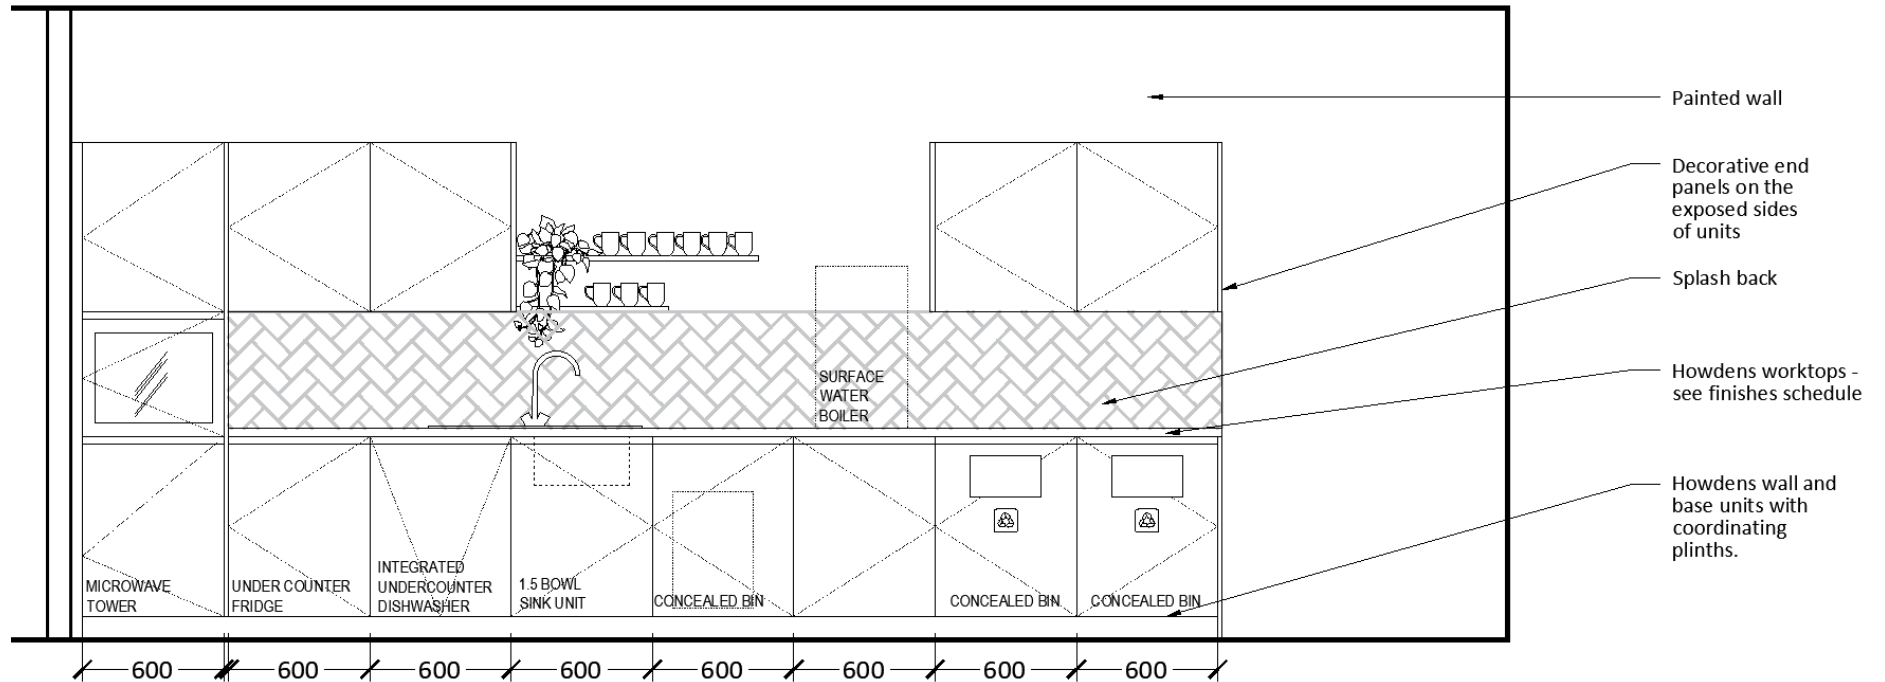 Painted wall
Decorative end
panels on the
exposed sides
of units
Splash back
SURFACE
WATER
BOILER
Howdens worktops -
see finishes schedule
Howdens wall and
base units with
coordinating
plinths.
MICROWAVE
TOWER
UNDER COUNTER
FRIDGE
INTEGRATED
UNDERCOUNTER
DISHWASHER
1.5 BOWL
SINK UNIT
CONCEALED BIN
CONCEALED BIN
CONCEALED BIN
600 600 600 600 600 600 600 600